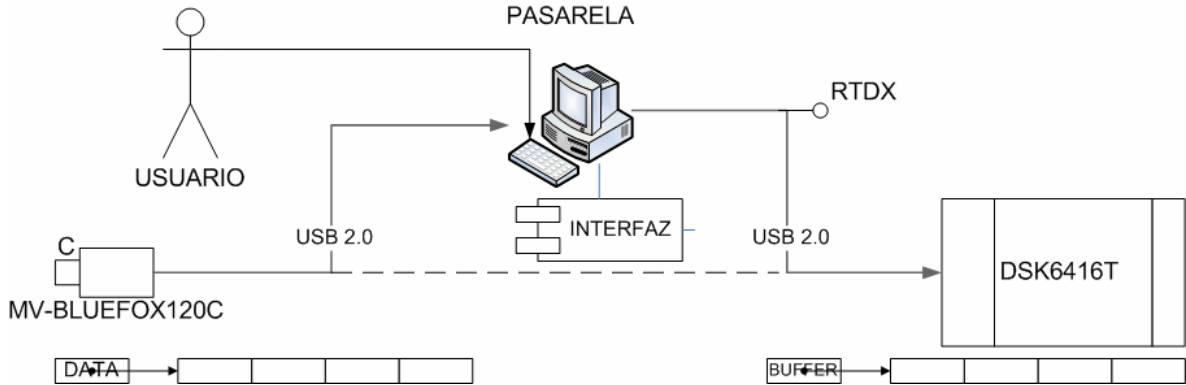 PASARELA
RTDX
USUARIO
INTERFAZ
USB 2.0
USB 2.0
C
MV-BLUEFOX120C
DSK6416T
DATA
BUFFER